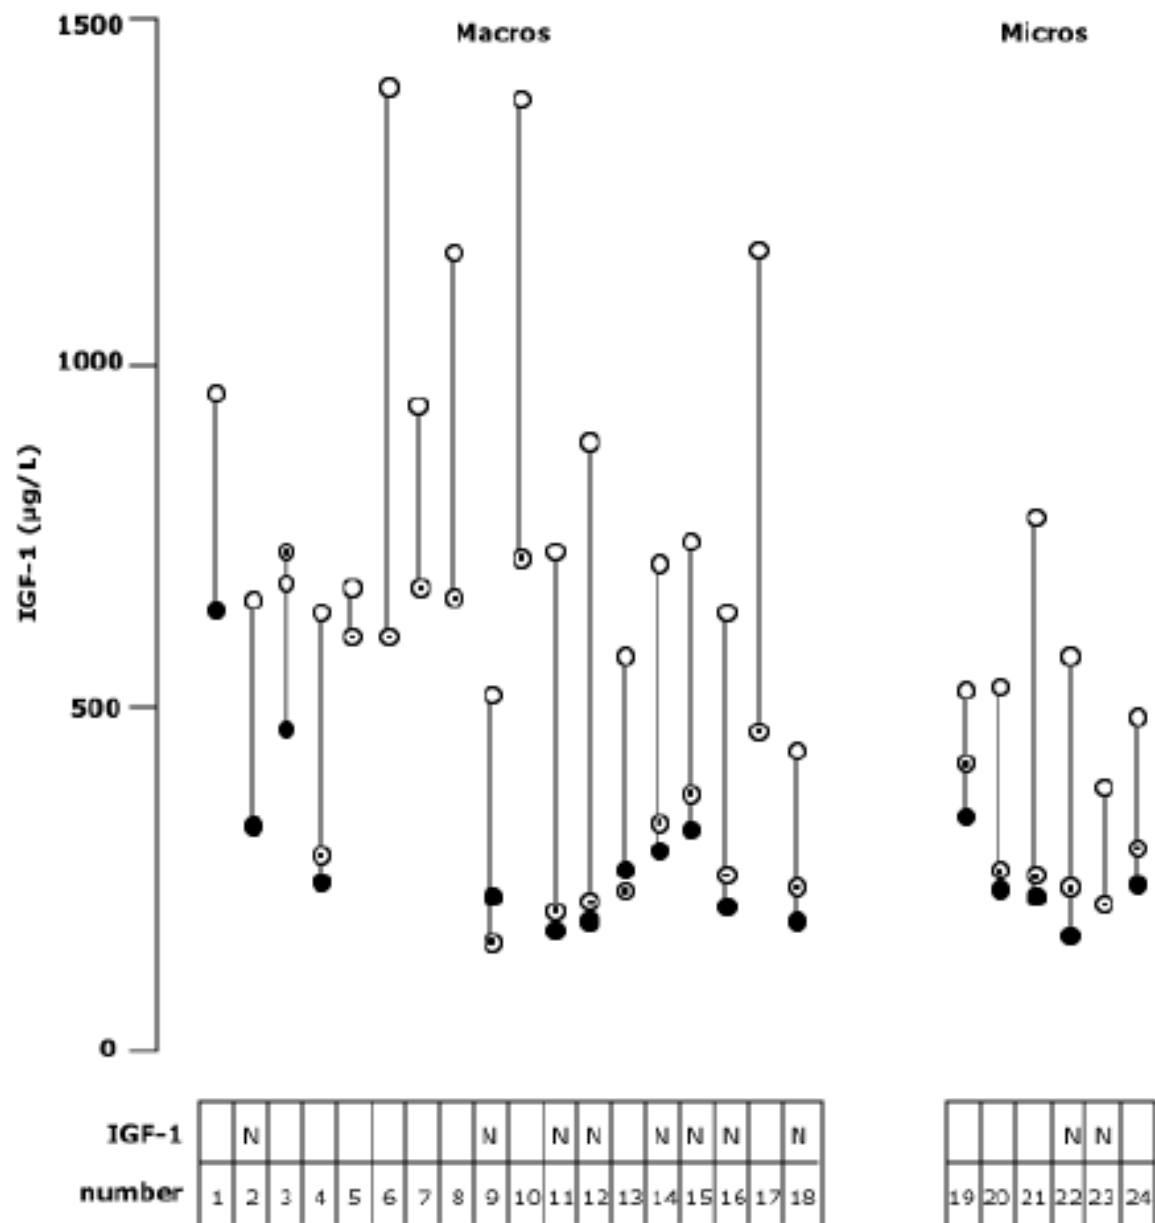 1500
Macros
Micros
1000
IGF-1 (µg/L)
500
0
IGF-1 N N N N N N N N N N
number 1 2 3 4 5 6 7 8 9 10 11 12 13 14 15 16 17 18 19 20 21 22 23 24